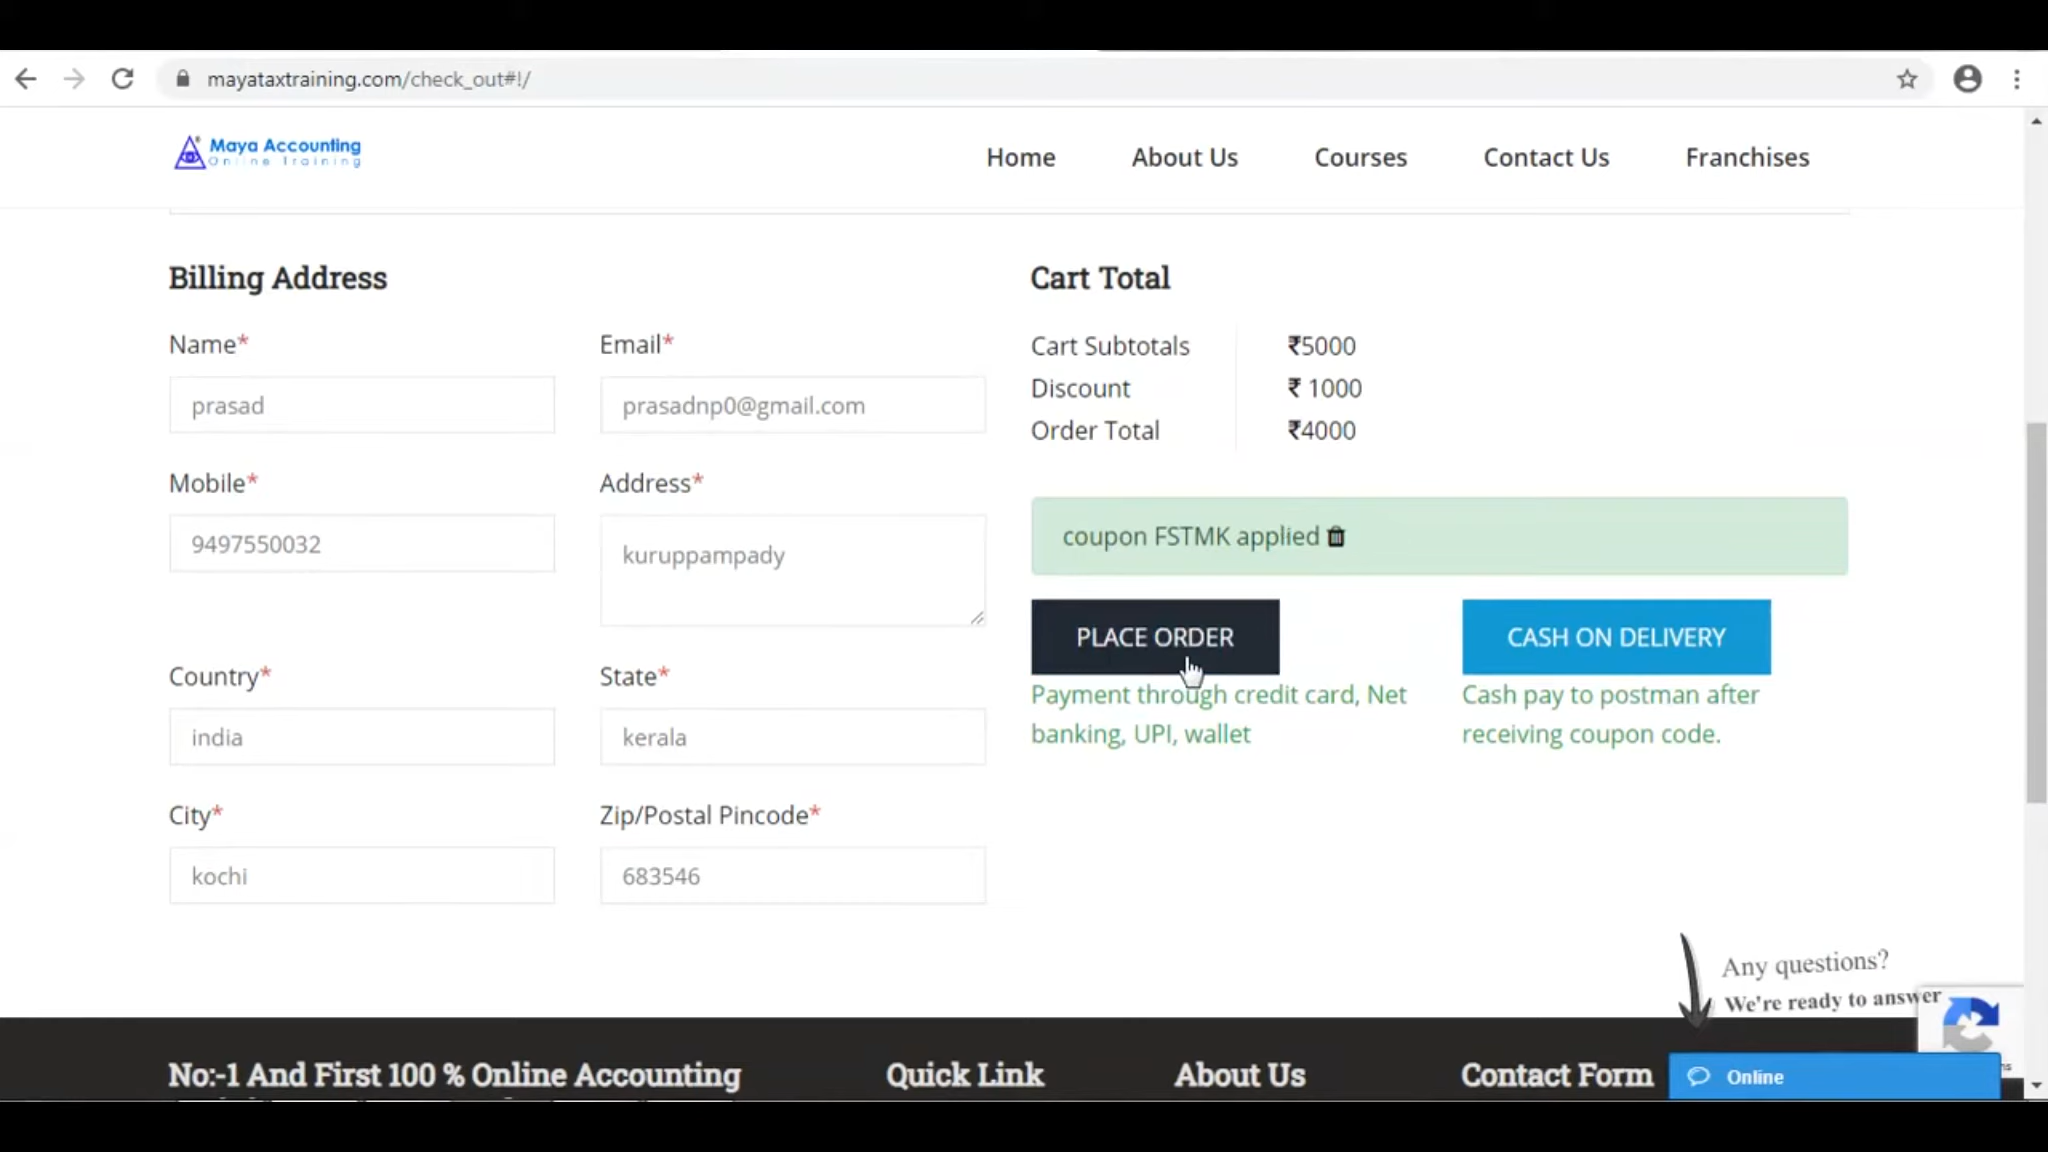 mayataxtraining.com/check_out#!/
Maya Accounting
Online Training
Home About Us Courses Contact Us Franchises
Billing Address
Name*
Email*
prasad
prasadnp0@gmail.com
Mobile*
Address*
9497550032
kuruppampady
Country*
State*
india
kerala
City*
Zip/Postal Pincode*
kochi
683546
Cart Total
Cart Subtotals ₹5000
Discount ₹ 1000
Order Total ₹4000
coupon FSTMK applied
PLACE ORDER
CASH ON DELIVERY
Payment through credit card, Net
banking, UPI, wallet
Cash pay to postman after
receiving coupon code.
Any questions?
We're ready to answer
No:-1 And First 100 % Online Accounting
Quick Link
About Us
Contact Form
Online